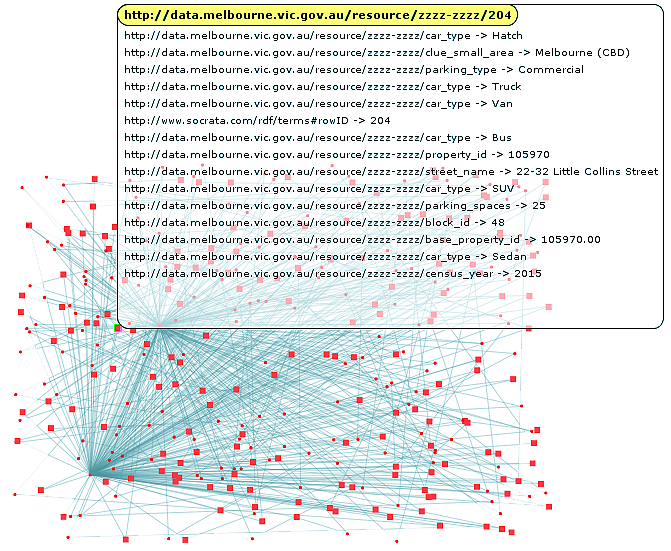 http://data.melbourne.vic.gov.au/resource/zzzz-zzzz/204
http://data.melbourne.vic.gov.au/resource/zzzz-zzzz/car_type -> Hatch
http://data.melbourne.vic.gov.au/resource/zzzz-zzzz/clue_small_area -> Melbourne (CBD)
http://data.melbourne.vic.gov.au/resource/zzzz-zzzz/parking_type -> Commercial
http://data.melbourne.vic.gov.au/resource/zzzz-zzzz/car_type -> Truck
http://data.melbourne.vic.gov.au/resource/zzzz-zzzz/car_type -> Van
http://www.socrata.com/rdf/terms#rowID -> 204
http://data.melbourne.vic.gov.au/resource/zzzz-zzzz/car_type -> Bus
http://data.melbourne.vic.gov.au/resource/zzzz-zzzz/property_id -> 105970
http://data.melbourne.vic.gov.au/resource/zzzz-zzzz/street_name -> 22-32 Little Collins Street
http://data.melbourne.vic.gov.au/resource/zzzz-zzzz/car_type -> SUV
http://data.melbourne.vic.gov.au/resource/zzzz-zzzz/parking_spaces -> 25
http://data.melbourne.vic.gov.au/resource/zzzz-zzzz/block_id -> 48
http://data.melbourne.vic.gov.au/resource/zzzz-zzzz/base_property_id -> 105970.00
http://data.melbourne.vic.gov.au/resource/zzzz-zzzz/car_type -> Sedan
http://data.melbourne.vic.gov.au/resource/zzzz-zzzz/census_year -> 2015